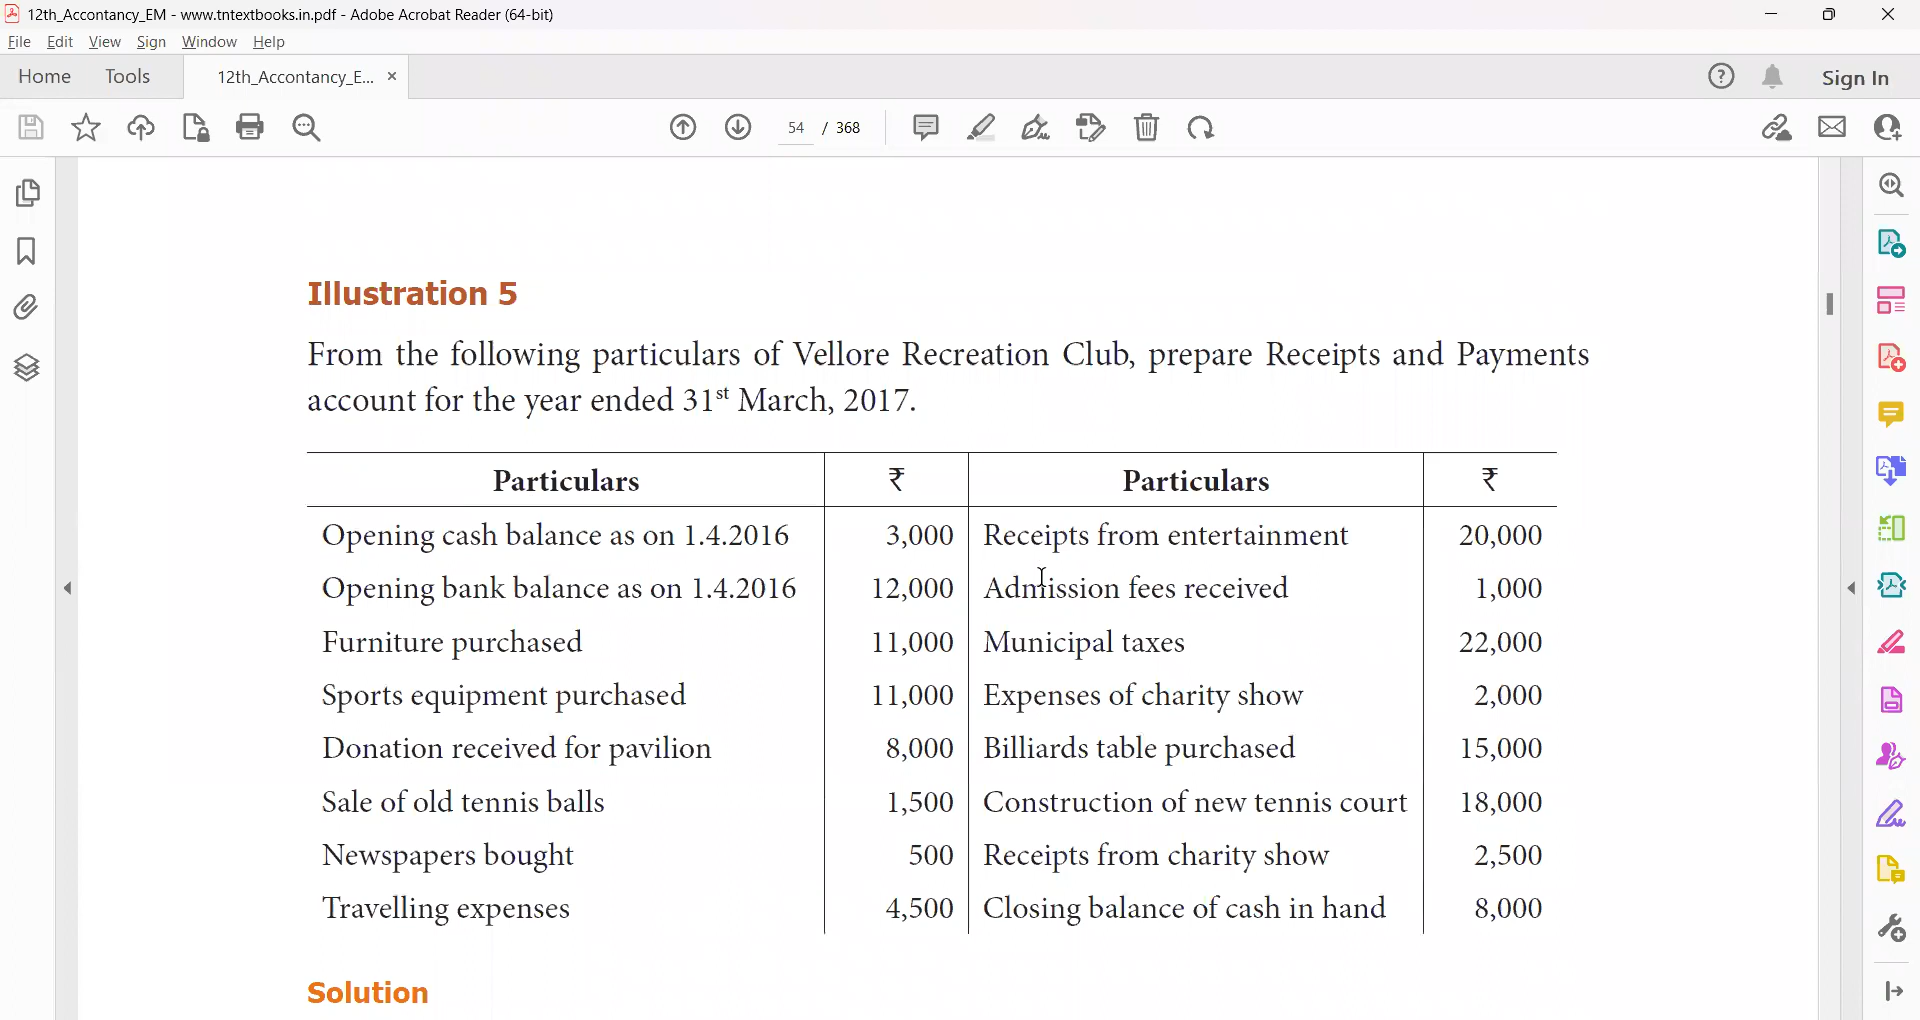 12th_Accontancy_EM - www.tntextbooks.in.pdf - Adobe Acrobat Reader (64-bit)
File Edit View Sign Window Help
Home Tools 12th_Accontancy_E... × Sign In
54 / 368
Illustration 5
From the following particulars of Vellore Recreation Club, prepare Receipts and Payments
account for the year ended 31st March, 2017.
Particulars ₹ Particulars ₹
Opening cash balance as on 1.4.2016 3,000 Receipts from entertainment 20,000
Opening bank balance as on 1.4.2016 12,000 Admission fees received 1,000
Furniture purchased 11,000 Municipal taxes 22,000
Sports equipment purchased 11,000 Expenses of charity show 2,000
Donation received for pavilion 8,000 Billiards table purchased 15,000
Sale of old tennis balls 1,500 Construction of new tennis court 18,000
Newspapers bought 500 Receipts from charity show 2,500
Travelling expenses 4,500 Closing balance of cash in hand 8,000
Solution